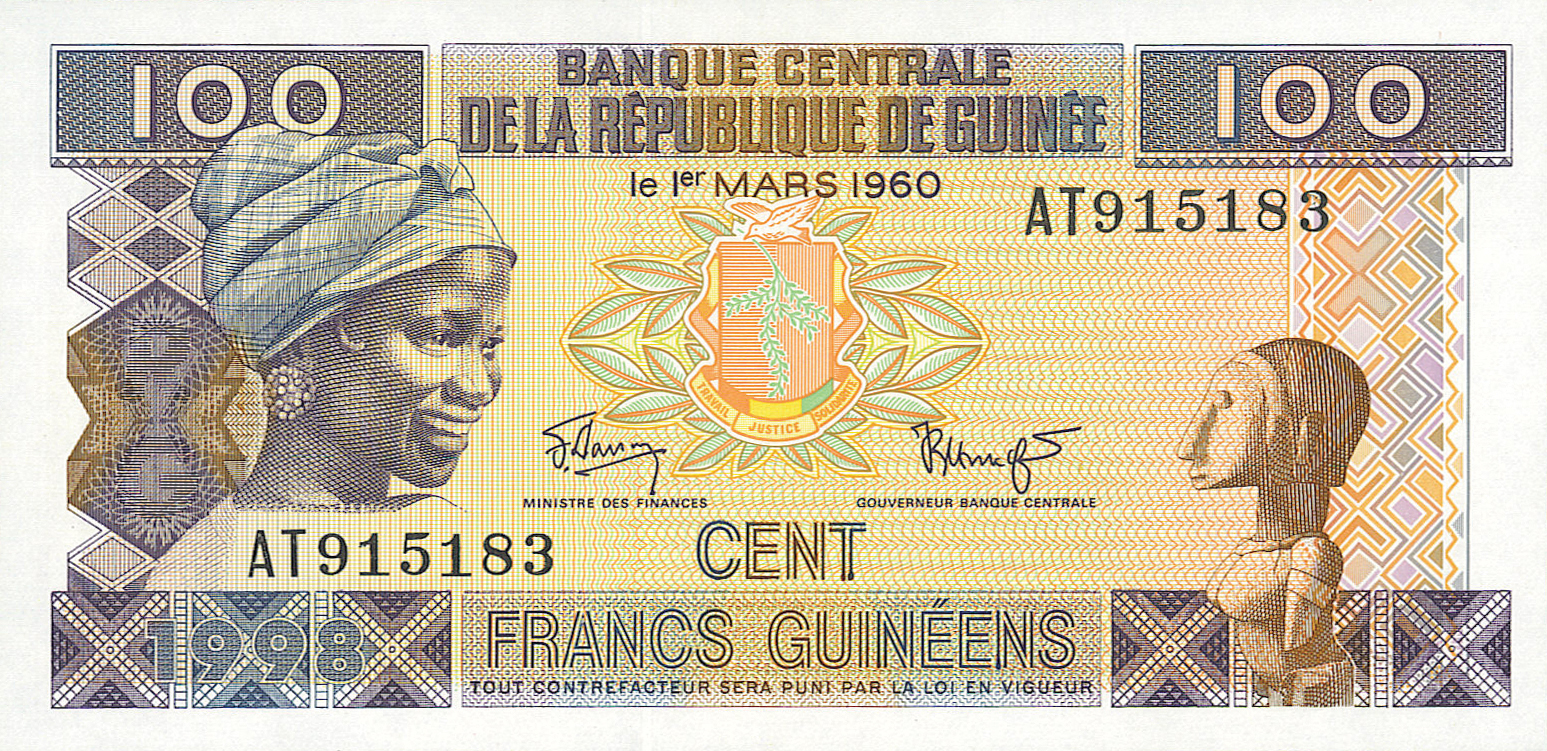 100
BANQUE CENTRALE
DE LA RÉPUBLIQUE DE GUINÉE
100
le 1er MARS 1960
AT915183
TRAVAIL JUSTICE SOLIDARITÉ
MINISTRE DES FINANCES
GOUVERNEUR BANQUE CENTRALE
AT915183
CENT
1998
FRANCS GUINÉENS
TOUT CONTREFACTEUR SERA PUNI PAR LA LOI EN VIGUEUR